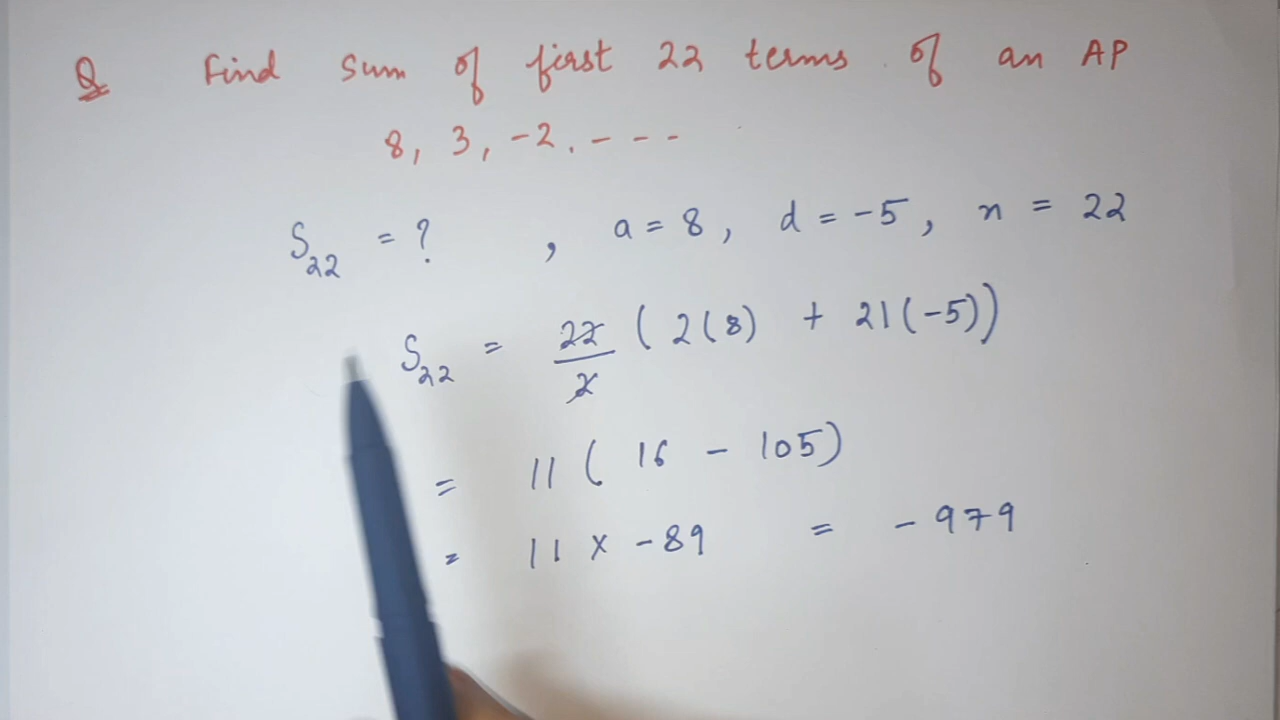 Q Find sum of first 22 terms of an AP
8, 3, -2, - - -
S22 = ? , a = 8, d = -5, n = 22
S22 = 22/2 ( 2(8) + 21(-5))
= 11 ( 16 - 105)
= 11 x -89 = - 979